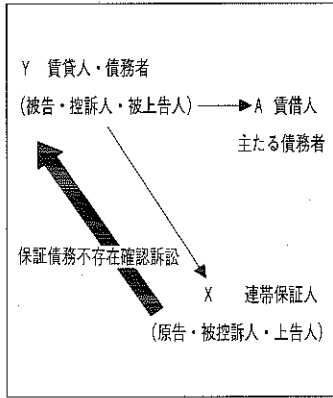 Y 賃貸人・債務者
(被告・控訴人・被上告人) A 賃借人
主たる債務者
保証債務不存在確認訴訟
X 連帯保証人
(原告・被控訴人・上告人)